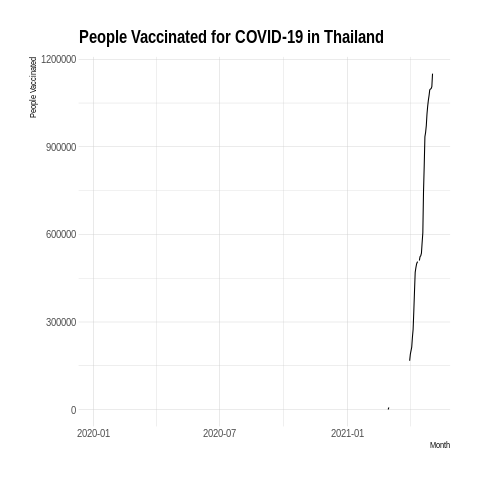 People Vaccinated for COVID-19 in Thailand
People Vaccinated
1200000
900000
600000
300000
0
2020-01
2020-07
2021-01
Month